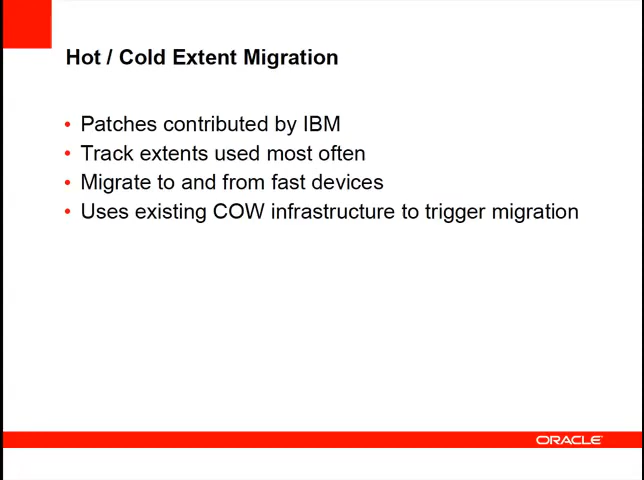 Hot / Cold Extent Migration
• Patches contributed by IBM
• Track extents used most often
• Migrate to and from fast devices
• Uses existing COW infrastructure to trigger migration
ORACLE